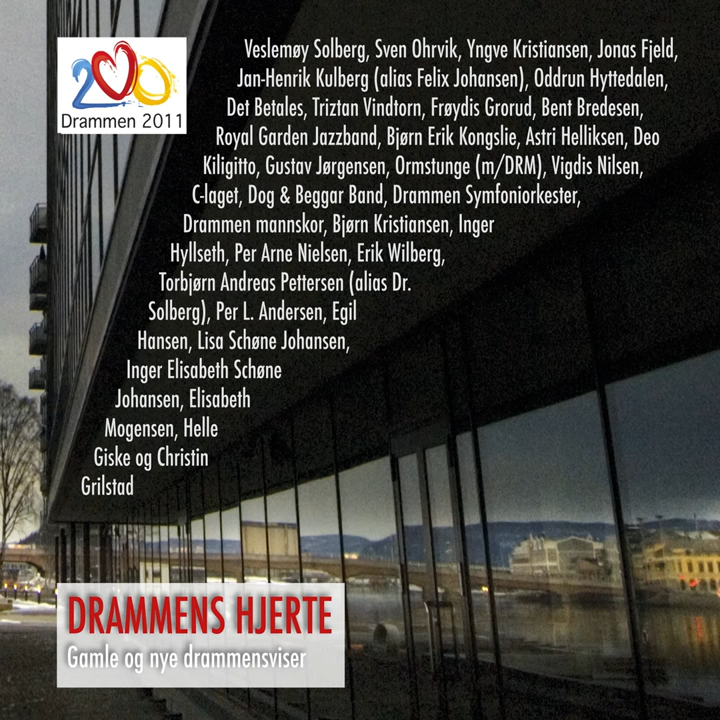 200
Drammen 2011
Veslemøy Solberg, Sven Ohrvik, Yngve Kristiansen, Jonas Fjeld,
Jan-Henrik Kulberg (alias Felix Johansen), Oddrun Hyttedalen,
Det Betales, Triztan Vindtorn, Frøydis Grorud, Bent Bredesen,
Royal Garden Jazzband, Bjørn Erik Kongslie, Astri Helliksen, Deo
Kiligitto, Gustav Jørgensen, Ormstunge (m/DRM), Vigdis Nilsen,
C-laget, Dog & Beggar Band, Drammen Symfoniorkester,
Drammen mannskor, Bjørn Kristiansen, Inger
Hyllseth, Per Arne Nielsen, Erik Wilberg,
Torbjørn Andreas Pettersen (alias Dr.
Solberg), Per L. Andersen, Egil
Hansen, Lisa Schøne Johansen,
Inger Elisabeth Schøne
Johansen, Elisabeth
Mogensen, Helle
Giske og Christin
Grilstad
DRAMMENS HJERTE
Gamle og nye drammensviser